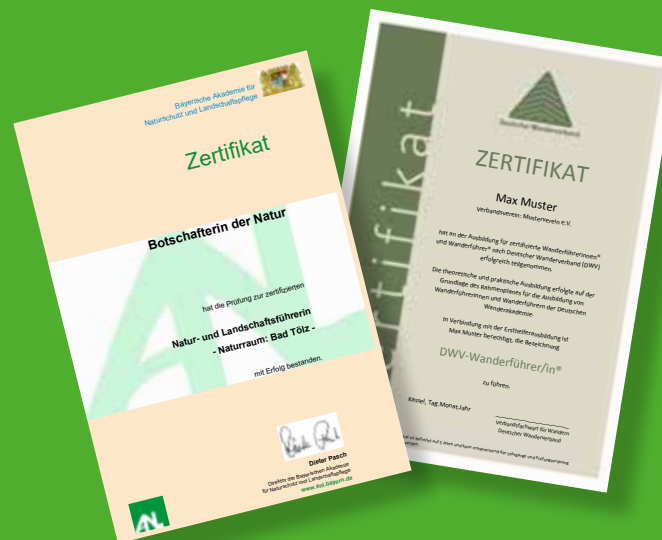 Bayerische Akademie für
Naturschutz und Landschaftspflege
Zertifikat
Botschafterin der Natur
hat die Prüfung zur zertifizierten
Natur- und Landschaftsführerin
- Naturraum: Bad Tölz -
mit Erfolg bestanden.
Dieter Pasch
Direktor der Bayerischen Akademie
für Naturschutz und Landschaftspflege
www.anl.bayern.de
ANL
Zertifikat
Deutscher Wanderverband
ZERTIFIKAT
Max Muster
Verbandsverein: Musterverein e.V.
hat an der Ausbildung für zertifizierte Wanderführerinnen®
und Wanderführer® nach Deutscher Wanderverband (DWV)
erfolgreich teilgenommen.
Die theoretische und praktische Ausbildung erfolgte auf der
Grundlage des Rahmenplanes für die Ausbildung von
Wanderführerinnen und Wanderführern der Deutschen
Wanderakademie.
In Verbindung mit der Ersthelferausbildung ist
Max Muster berechtigt, die Bezeichnung
DWV-Wanderführer/in®
zu führen.
Kassel, Tag.Monat.Jahr
Verbandsfachwart für Wandern
Deutscher Wanderverband